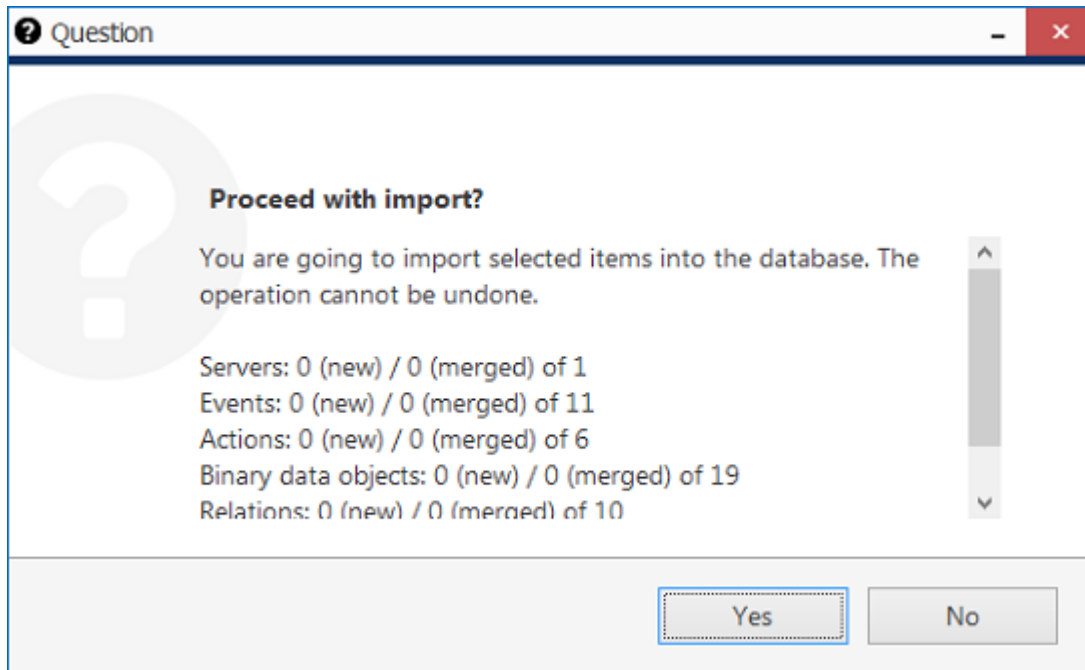 Question
Proceed with import?
You are going to import selected items into the database. The
operation cannot be undone.
Servers: 0 (new) / 0 (merged) of 1
Events: 0 (new) / 0 (merged) of 11
Actions: 0 (new) / 0 (merged) of 6
Binary data objects: 0 (new) / 0 (merged) of 19
Relations: 0 (new) / 0 (merged) of 10
Yes
No